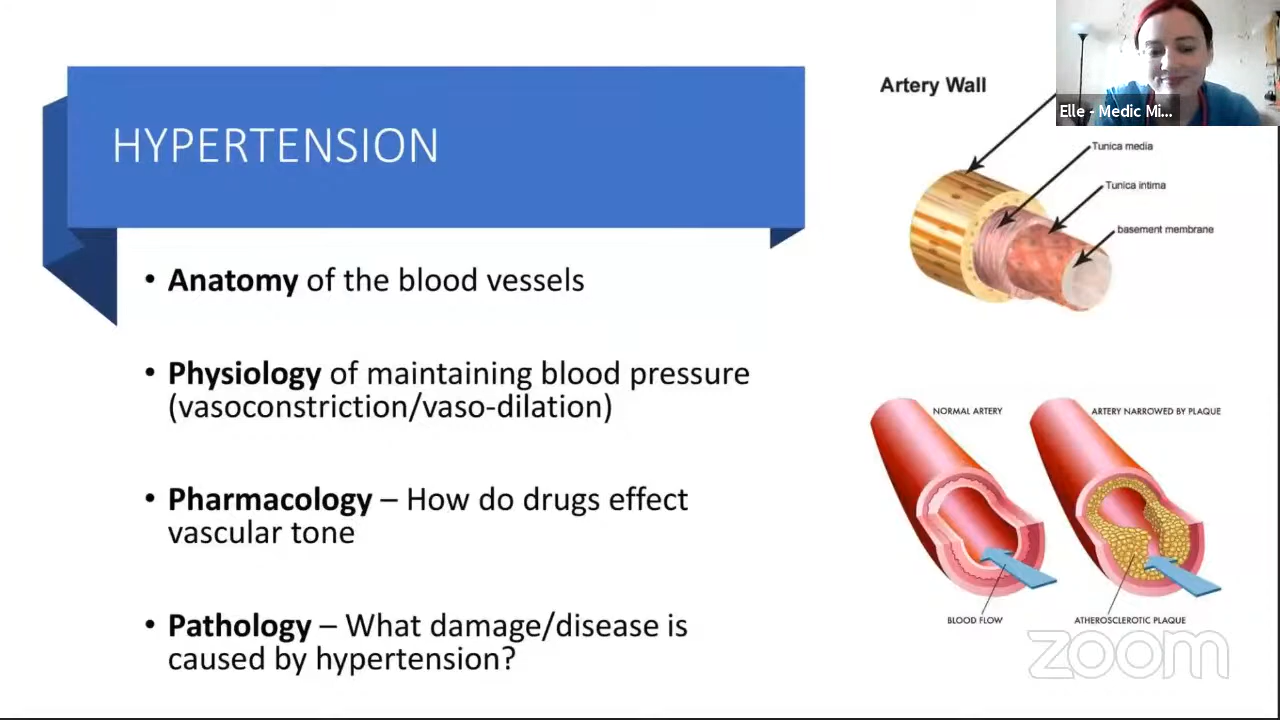 HYPERTENSION
• Anatomy of the blood vessels
• Physiology of maintaining blood pressure
(vasoconstriction/vaso-dilation)
• Pharmacology – How do drugs effect
vascular tone
• Pathology – What damage/disease is
caused by hypertension?
Artery Wall
Elle - Medic Mi...
Tunica media
Tunica intima
basement membrane
NORMAL ARTERY
ARTERY NARROWED BY PLAQUE
BLOOD FLOW
ATHEROSCLEROTIC PLAQUE
zoom